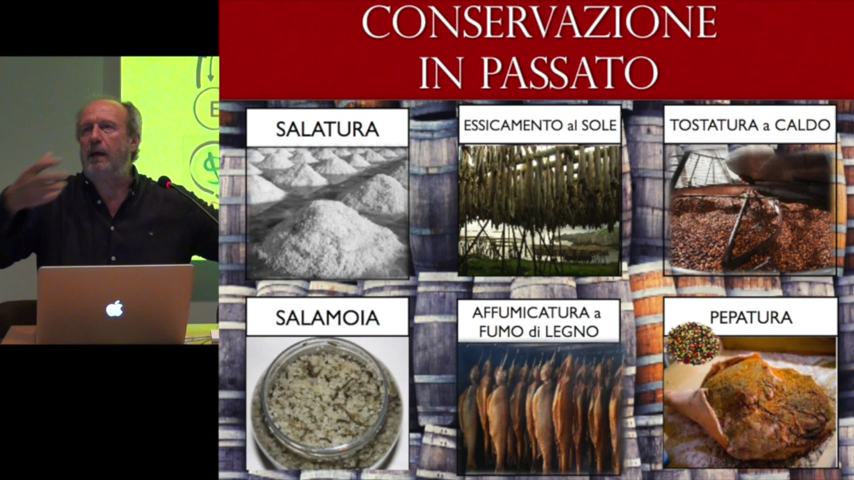 CONSERVAZIONE
IN PASSATO
SALATURA
ESSICAMENTO al SOLE
TOSTATURA a CALDO
SALAMOIA
AFFUMICATURA a
FUMO di LEGNO
PEPATURA
E